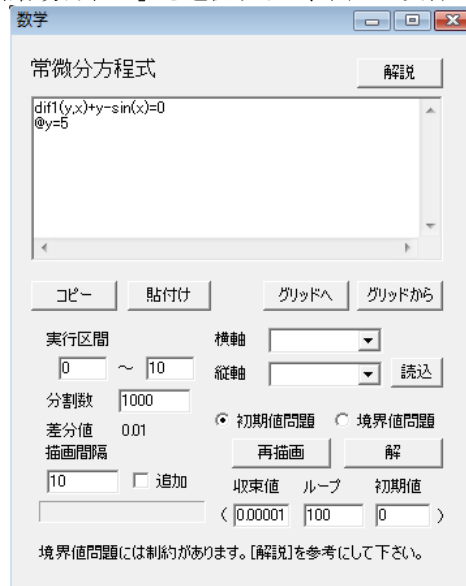 数学
常微分方程式
解説
dif1(y,x)+y-sin(x)=0
@y=5
コピー 貼付け グリッドへ グリッドから
実行区間 横軸
0 ~ 10 縦軸 読込
分割数 1000
差分値 0.01 初期値問題 境界値問題
描画間隔 再描画 解
10 追加 収束値 ループ 初期値
( 0.00001 100 0 )
境界値問題には制約があります。[解説]を参考にして下さい。